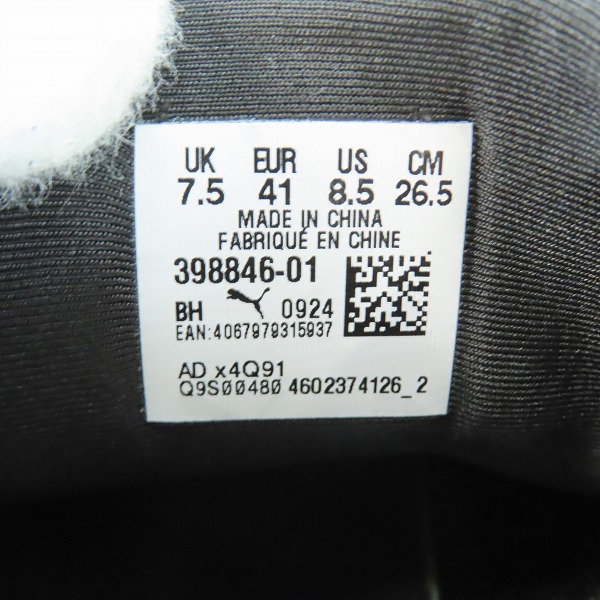 UK EUR US CM
7.5 41 8.5 26.5
MADE IN CHINA
FABRIQUÉ EN CHINE
398846-01
BH 0924
EAN:4067979315937
AD x4Q91
Q9S00480 4602374126_2